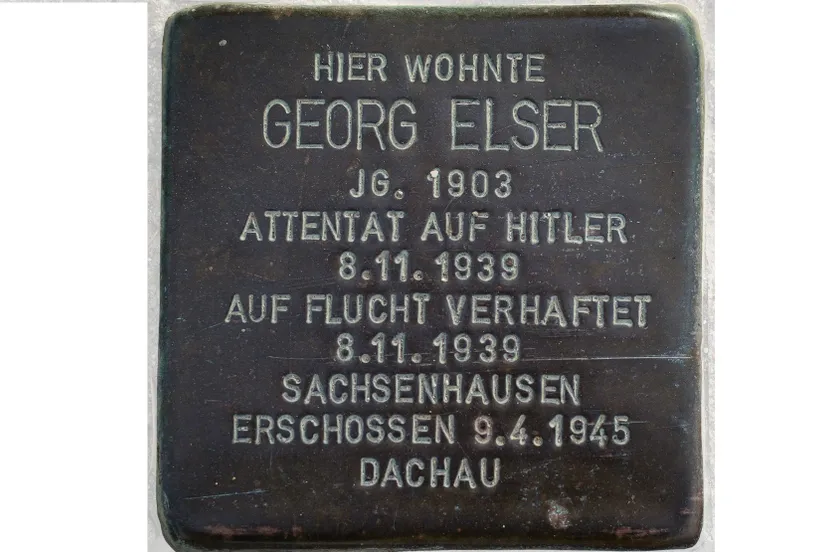 HIER WOHNTE
GEORG ELSER
JG. 1903
ATTENTAT AUF HITLER
8.11.1939
AUF FLUCHT VERHAFTET
8.11.1939
SACHSENHAUSEN
ERSCHOSSEN 9.4.1945
DACHAU